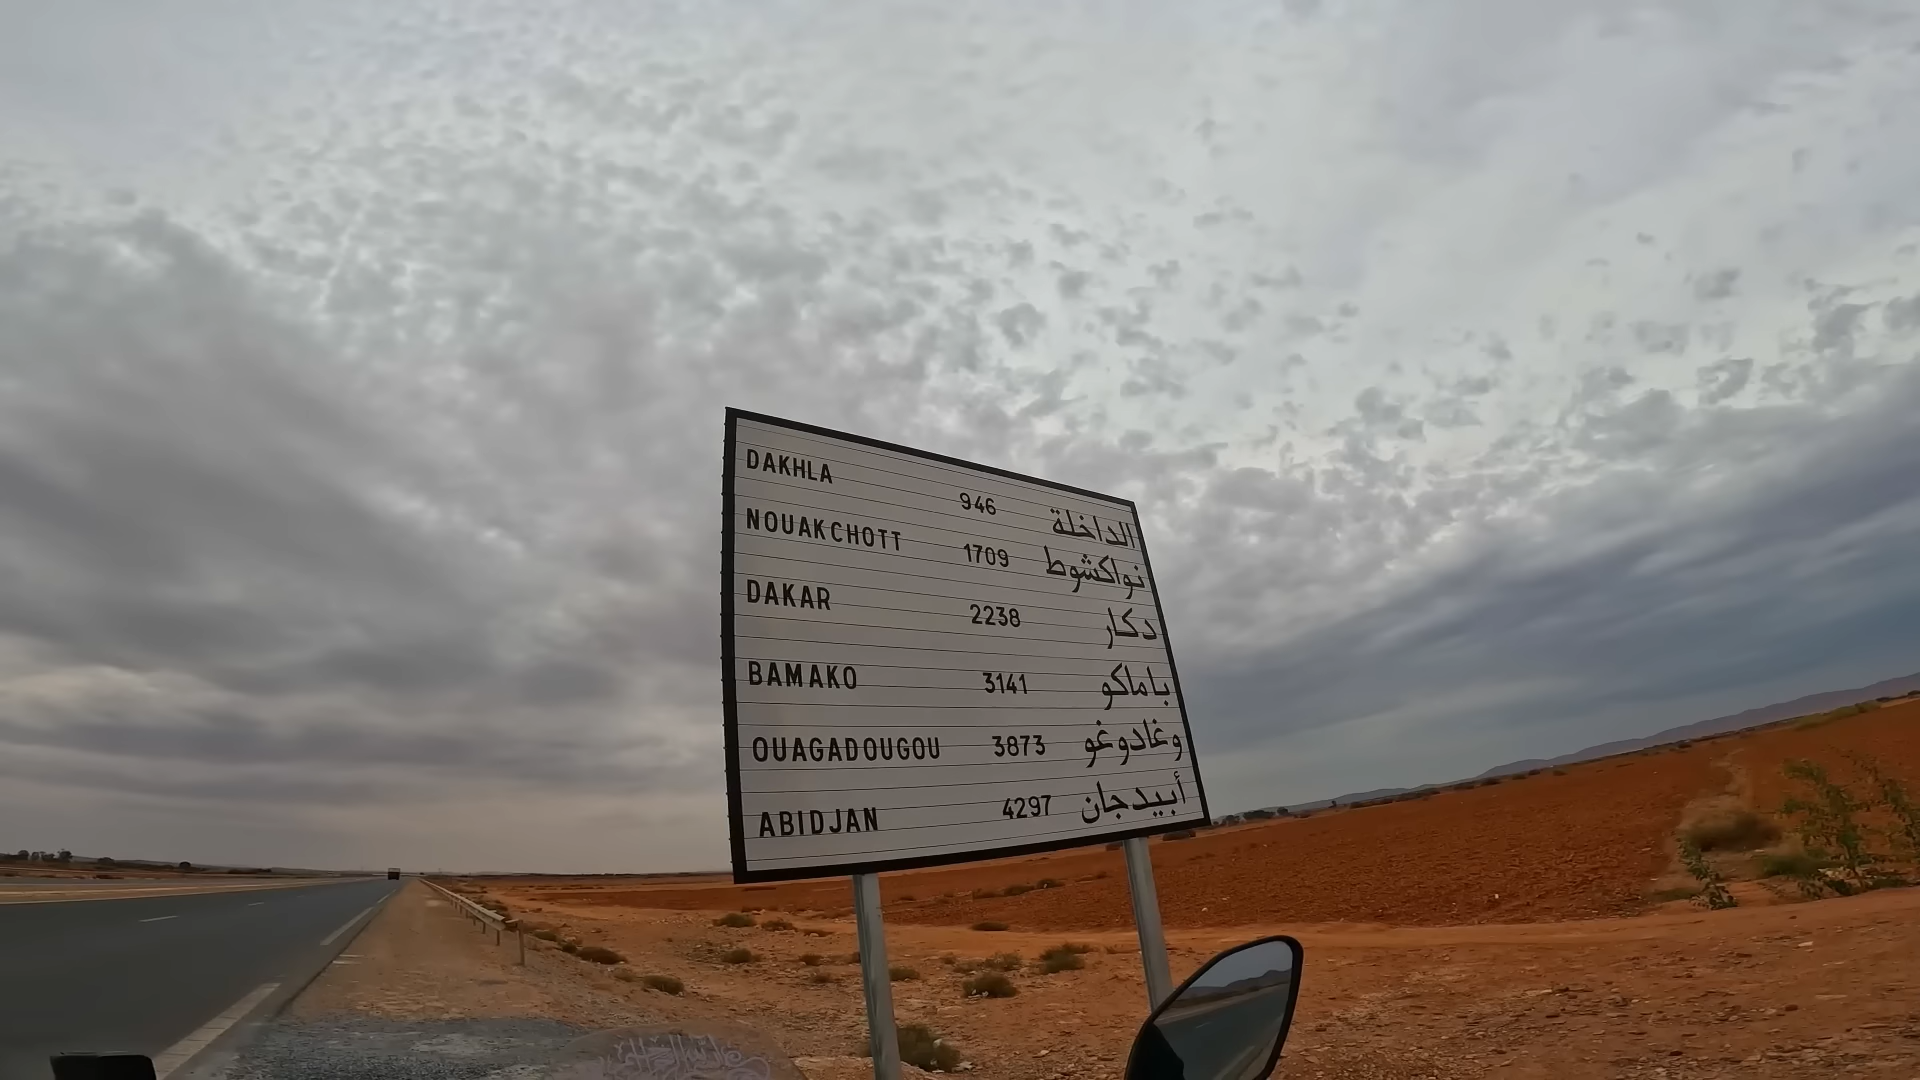 DAKHLA 946 الداخلة
NOUAKCHOTT 1709 نواكشوط
DAKAR 2238 دكار
BAMAKO 3141 باماكو
OUAGADOUGOU 3873 وغادوغو
ABIDJAN 4297 أبيدجان